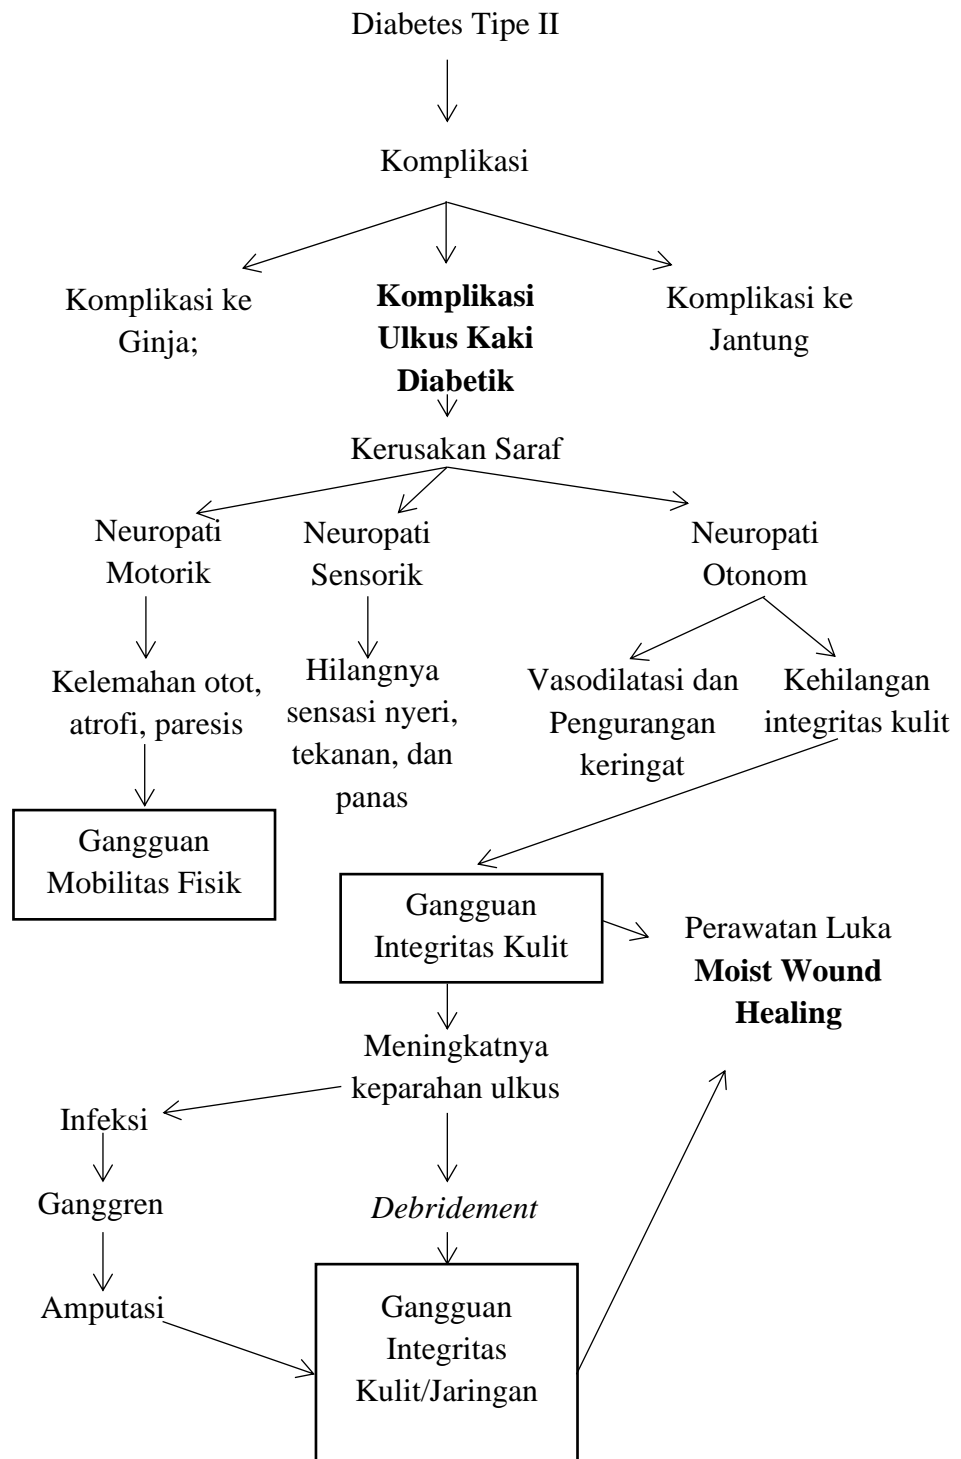 Diabetes Tipe II
Komplikasi
Komplikasi ke
Ginja;
Komplikasi
Ulkus Kaki
Diabetik
Komplikasi ke
Jantung
Kerusakan Saraf
Neuropati
Motorik
Neuropati
Sensorik
Neuropati
Otonom
Kelemahan otot,
atrofi, paresis
Hilangnya
sensasi nyeri,
tekanan, dan
panas
Vasodilatasi dan
Pengurangan
keringat
Kehilangan
integritas kulit
Gangguan
Mobilitas Fisik
Gangguan
Integritas Kulit
Perawatan Luka
Moist Wound
Healing
Meningkatnya
keparahan ulkus
Infeksi
Ganggren
Debridement
Amputasi
Gangguan
Integritas
Kulit/Jaringan